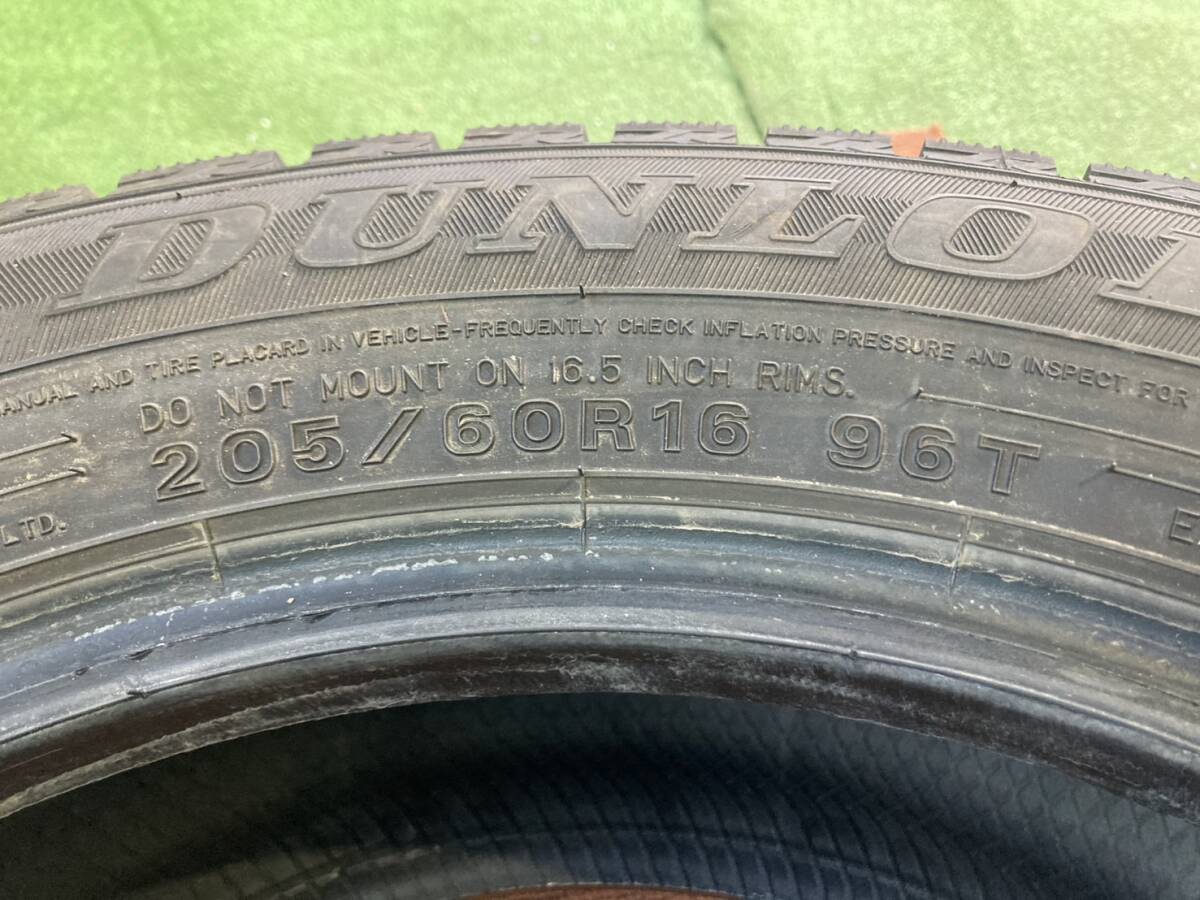 DUNLO
MANUAL AND TIRE PLACARD IN VEHICLE-FREQUENTLY CHECK INFLATION PRESSURE AND INSPECT FOR
DO NOT MOUNT ON 16.5 INCH RIMS.
205/60R16 96T
LTD.
E